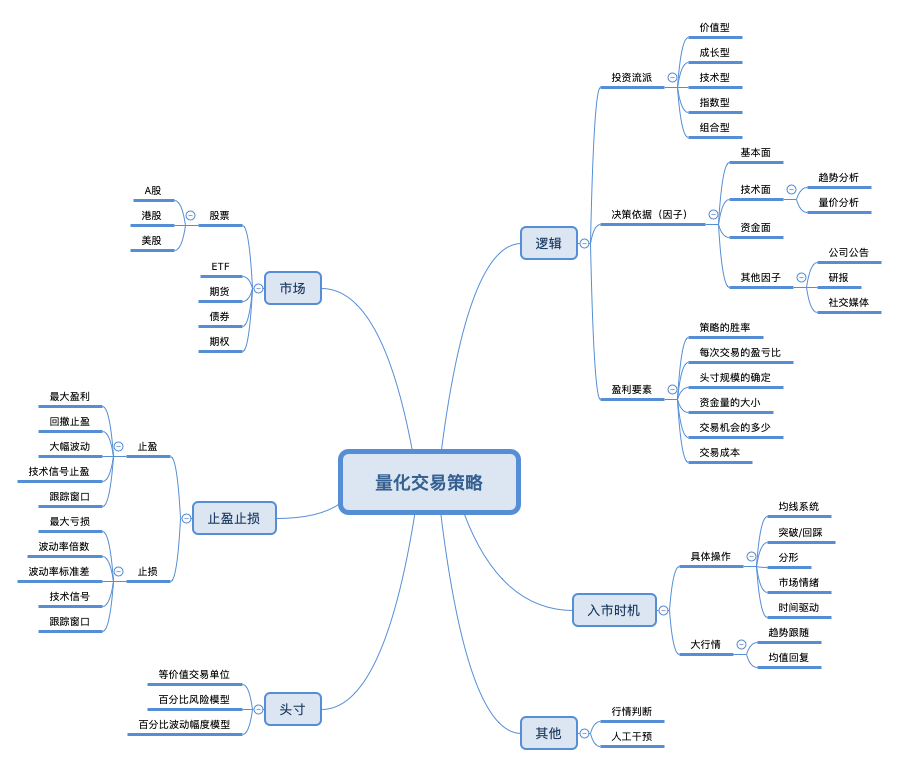 量化交易策略
逻辑
投资流派
价值型
成长型
技术型
指数型
组合型
决策依据（因子）
基本面
技术面
趋势分析
量价分析
资金面
其他因子
公司公告
研报
社交媒体
盈利要素
策略的胜率
每次交易的盈亏比
头寸规模的确定
资金量的大小
交易机会的多少
交易成本
入市时机
具体操作
均线系统
突破/回踩
分形
市场情绪
时间驱动
大行情
趋势跟随
均值回复
其他
行情判断
人工干预
市场
股票
A股
港股
美股
ETF
期货
债券
期权
止盈止损
止盈
最大盈利
回撤止盈
大幅波动
技术信号止盈
跟踪窗口
止损
最大亏损
波动率倍数
波动率标准差
技术信号
跟踪窗口
头寸
等价值交易单位
百分比风险模型
百分比波动幅度模型